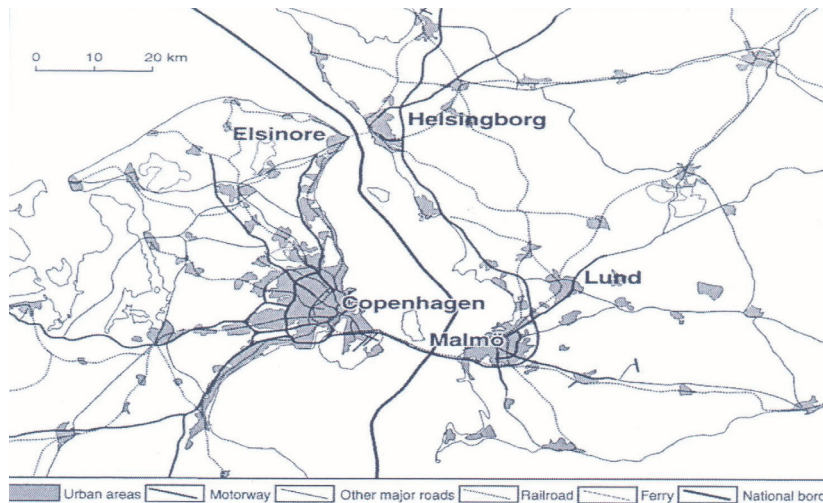 0 10 20 km
Elsinore
Helsingborg
Lund
Copenhagen
Malmö
Urban areas Motorway Other major roads Railroad Ferry National bord